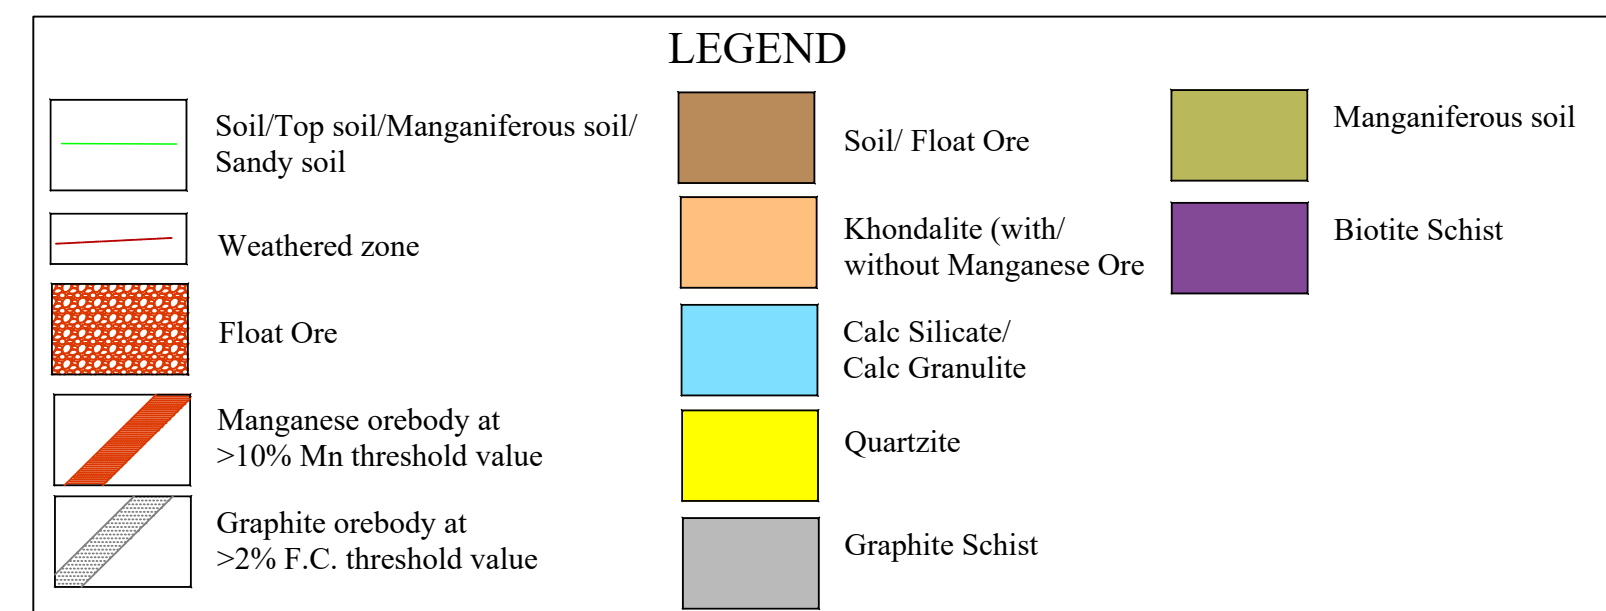 LEGEND
Soil/Top soil/Manganiferous soil/
Sandy soil
Weathered zone
Float Ore
Manganese orebody at
>10% Mn threshold value
Graphite orebody at
>2% F.C. threshold value
Soil/ Float Ore
Khondalite (with/
without Manganese Ore
Calc Silicate/
Calc Granulite
Quartzite
Graphite Schist
Manganiferous soil
Biotite Schist